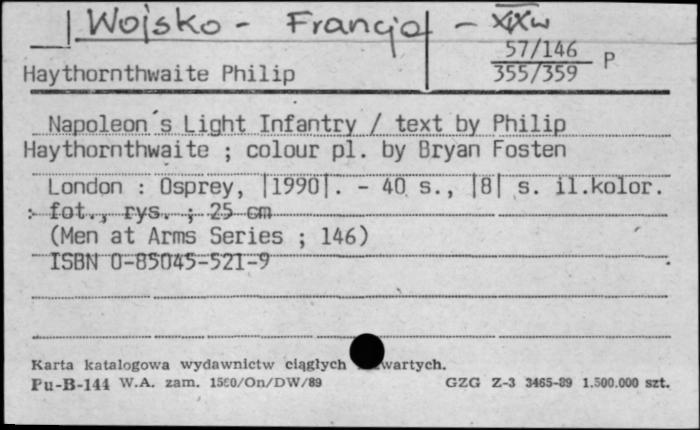 Wojsko - Francja - XIXw
57/146 P
Haythornthwaite Philip 355/359
Napoleon´s Light Infantry / text by Philip
Haythornthwaite ; colour pl. by Bryan Fosten
London : Osprey, |1990|. - 40 s., |8| s. il.kolor.
: fot., rys. ; 25 cm
(Men at Arms Series ; 146)
ISBN 0-85045-521-9
Karta katalogowa wydawnictw ciągłych wartych.
Pu-B-144 W.A. zam. 1560/On/DW/89 GZG Z-3 3465-89 1.500.000 szt.